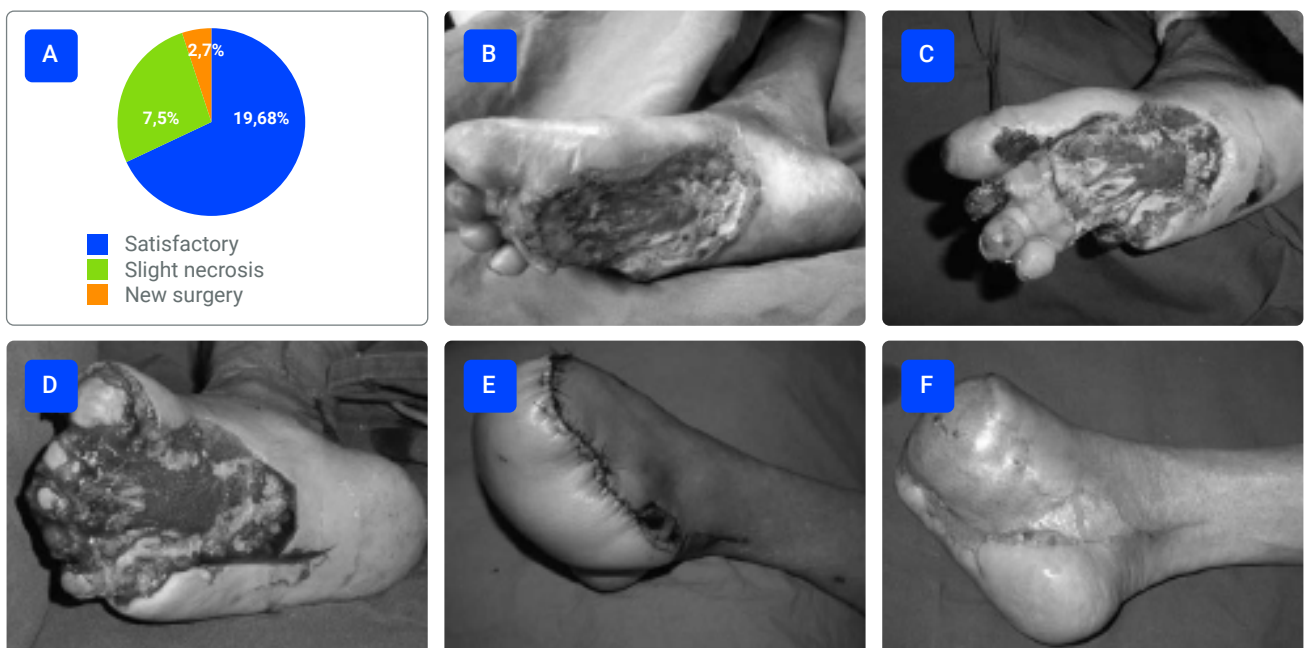 A
2,7%
7,5%
19,68%
Satisfactory
Slight necrosis
New surgery
B
C
D
E
F